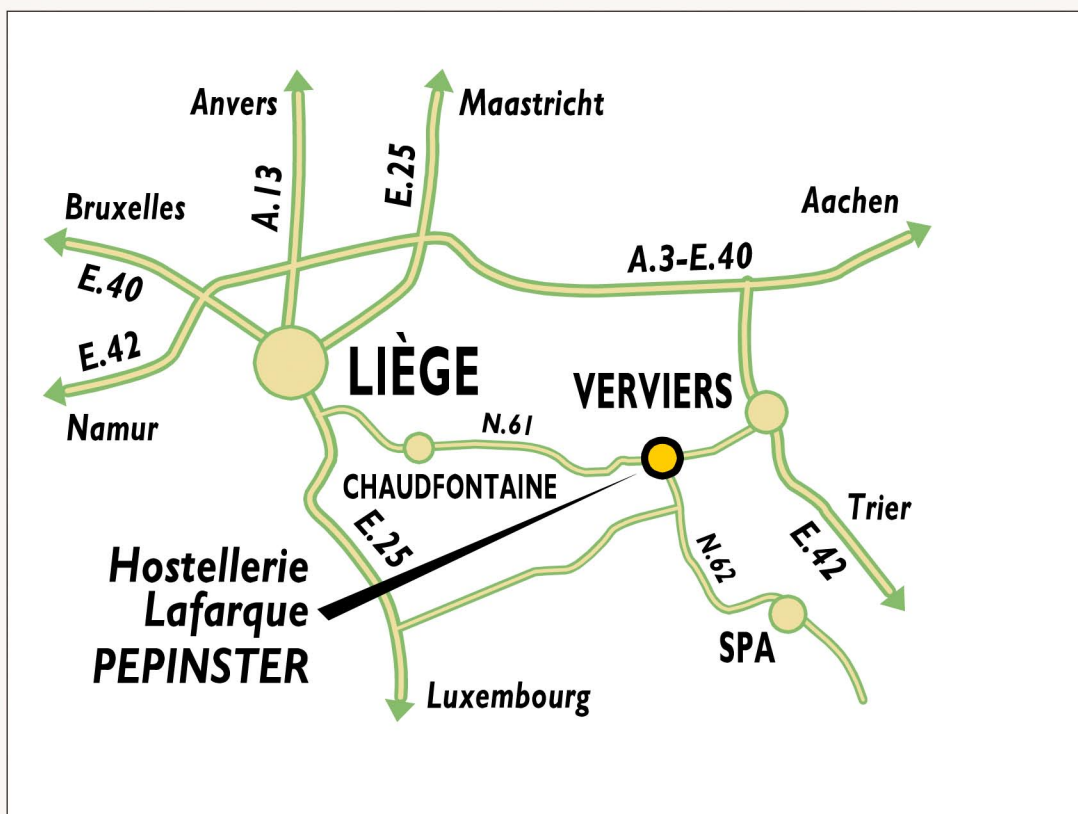 Anvers
Maastricht
A.13
E.25
Bruxelles
Aachen
E.40
A.3-E.40
E.42
LIÈGE
VERVIERS
Namur
N.61
CHAUDFONTAINE
Trier
E.25
E.42
N.62
Hostellerie
Lafarque
PEPINSTER
SPA
Luxembourg